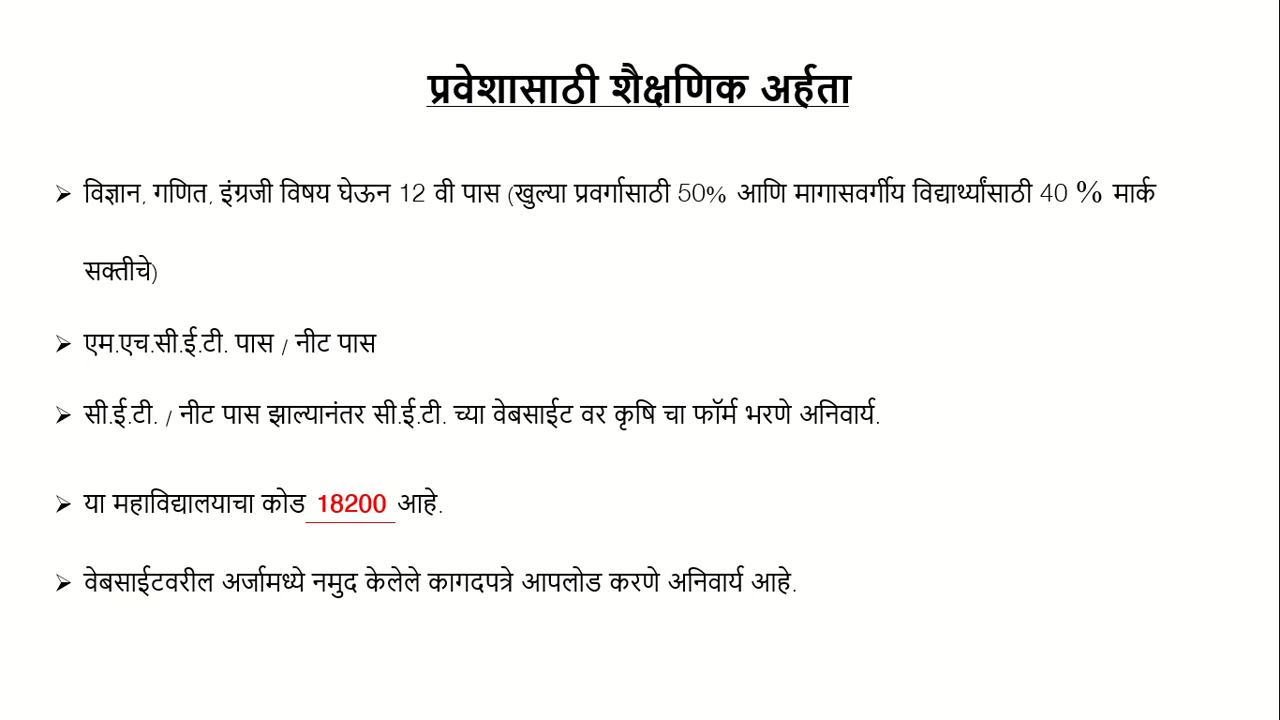 प्रवेशासाठी शैक्षणिक अर्हता
➢ विज्ञान, गणित, इंग्रजी विषय घेऊन 12 वी पास (खुल्या प्रवर्गासाठी 50% आणि मागासवर्गीय विद्यार्थ्यांसाठी 40 % मार्क
सक्तीचे)
➢ एम.एच.सी.ई.टी. पास / नीट पास
➢ सी.ई.टी. / नीट पास झाल्यानंतर सी.ई.टी. च्या वेबसाईट वर कृषि चा फॉर्म भरणे अनिवार्य.
➢ या महाविद्यालयाचा कोड 18200 आहे.
➢ वेबसाईटवरील अर्जामध्ये नमुद केलेले कागदपत्रे आपलोड करणे अनिवार्य आहे.